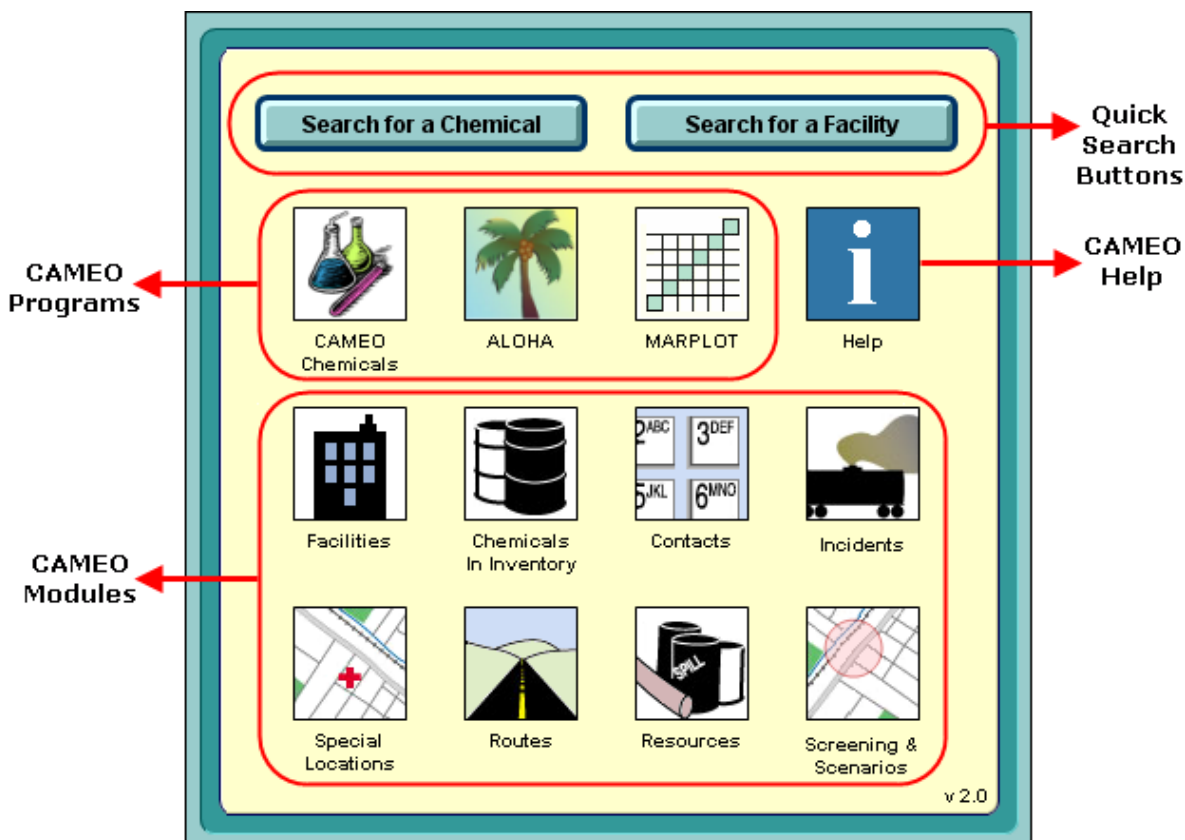 Search for a Chemical
Search for a Facility
Quick
Search
Buttons
CAMEO
Programs
CAMEO
Chemicals
ALOHA
MARPLOT
Help
CAMEO
Help
2ABC
3DEF
5JKL
6MNO
Facilities
Chemicals
In Inventory
Contacts
Incidents
CAMEO
Modules
SPILL
Special
Locations
Routes
Resources
Screening &
Scenarios
v 2.0